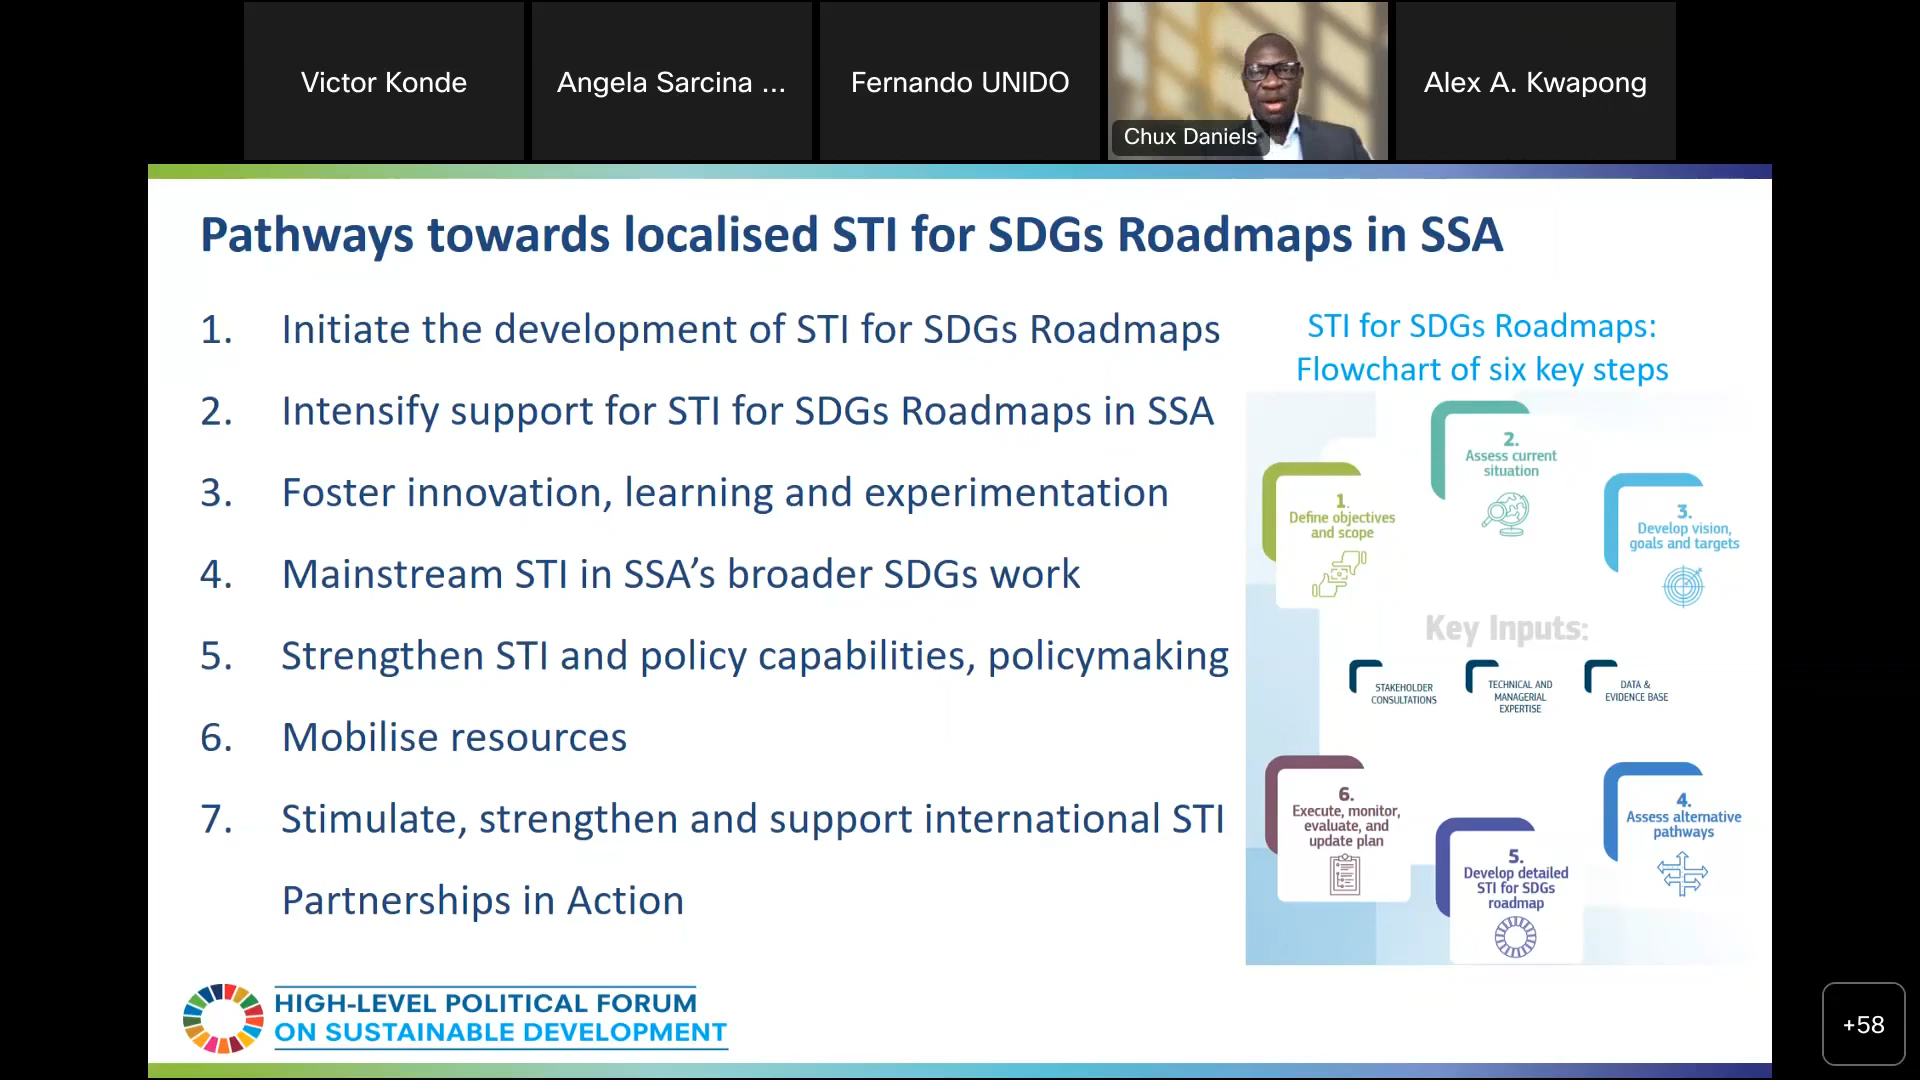 Victor Konde
Angela Sarcina ...
Fernando UNIDO
Chux Daniels
Alex A. Kwapong
Pathways towards localised STI for SDGs Roadmaps in SSA
1. Initiate the development of STI for SDGs Roadmaps
2. Intensify support for STI for SDGs Roadmaps in SSA
3. Foster innovation, learning and experimentation
4. Mainstream STI in SSA’s broader SDGs work
5. Strengthen STI and policy capabilities, policymaking
6. Mobilise resources
7. Stimulate, strengthen and support international STI
Partnerships in Action
STI for SDGs Roadmaps:
Flowchart of six key steps
1.
Define objectives
and scope
2.
Assess current
situation
3.
Develop vision,
goals and targets
Key Inputs:
STAKEHOLDER
CONSULTATIONS
TECHNICAL AND
MANAGERIAL
EXPERTISE
DATA &
EVIDENCE BASE
4.
Assess alternative
pathways
5.
Develop detailed
STI for SDGs
roadmap
6.
Execute, monitor,
evaluate, and
update plan
HIGH-LEVEL POLITICAL FORUM
ON SUSTAINABLE DEVELOPMENT
+58